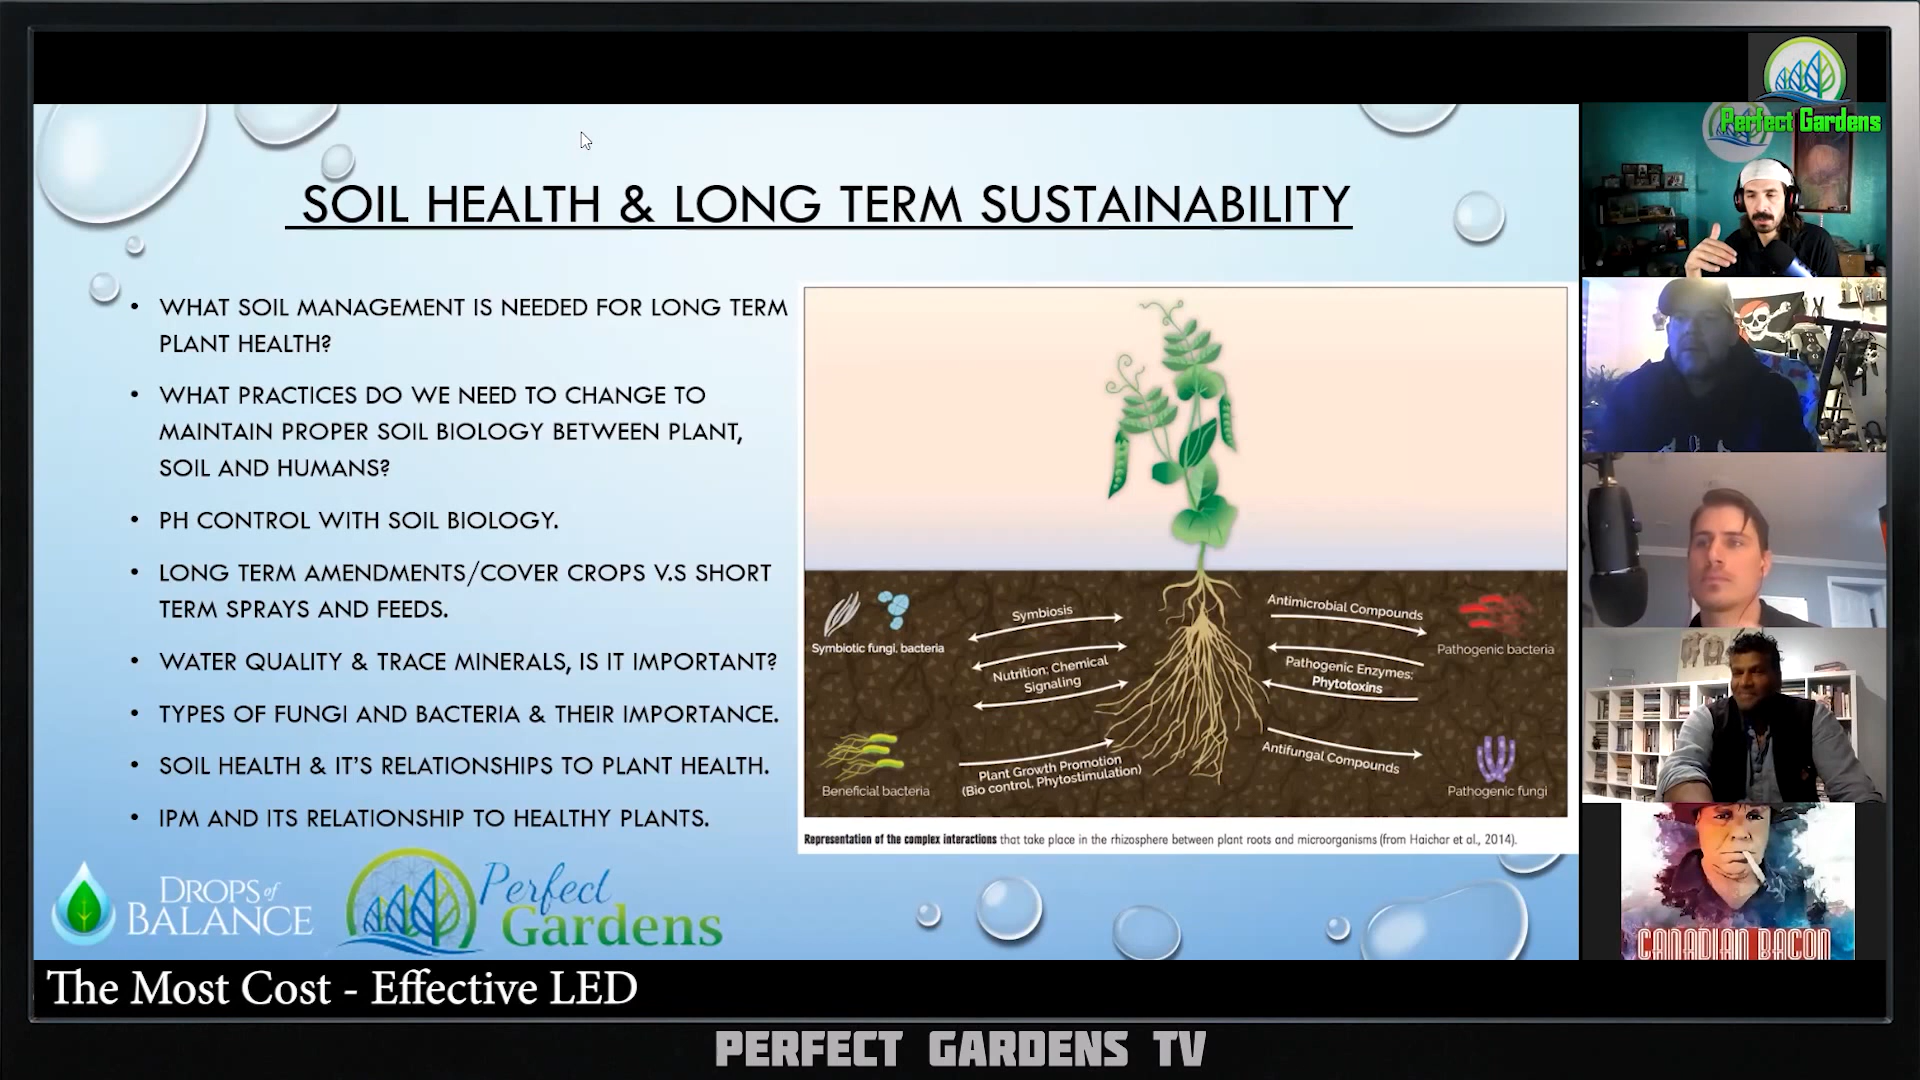 Perfect Gardens
SOIL HEALTH & LONG TERM SUSTAINABILITY
• WHAT SOIL MANAGEMENT IS NEEDED FOR LONG TERM
PLANT HEALTH?
• WHAT PRACTICES DO WE NEED TO CHANGE TO
MAINTAIN PROPER SOIL BIOLOGY BETWEEN PLANT,
SOIL AND HUMANS?
• PH CONTROL WITH SOIL BIOLOGY.
• LONG TERM AMENDMENTS/COVER CROPS V.S SHORT
TERM SPRAYS AND FEEDS.
• WATER QUALITY & TRACE MINERALS, IS IT IMPORTANT?
• TYPES OF FUNGI AND BACTERIA & THEIR IMPORTANCE.
• SOIL HEALTH & IT'S RELATIONSHIPS TO PLANT HEALTH.
• IPM AND ITS RELATIONSHIP TO HEALTHY PLANTS.
Symbiotic fungi, bacteria
Symbiosis
Nutrition; Chemical
Signaling
Beneficial bacteria
Plant Growth Promotion
(Bio control, Phytostimulation)
Antimicrobial Compounds
Pathogenic bacteria
Pathogenic Enzymes;
Phytotoxins
Antifungal Compounds
Pathogenic fungi
Representation of the complex interactions that take place in the rhizosphere between plant roots and microorganisms (from Haichar et al., 2014).
DROPS of
BALANCE
Perfect
Gardens
CANADIAN BACON
The Most Cost - Effective LED
PERFECT GARDENS TV